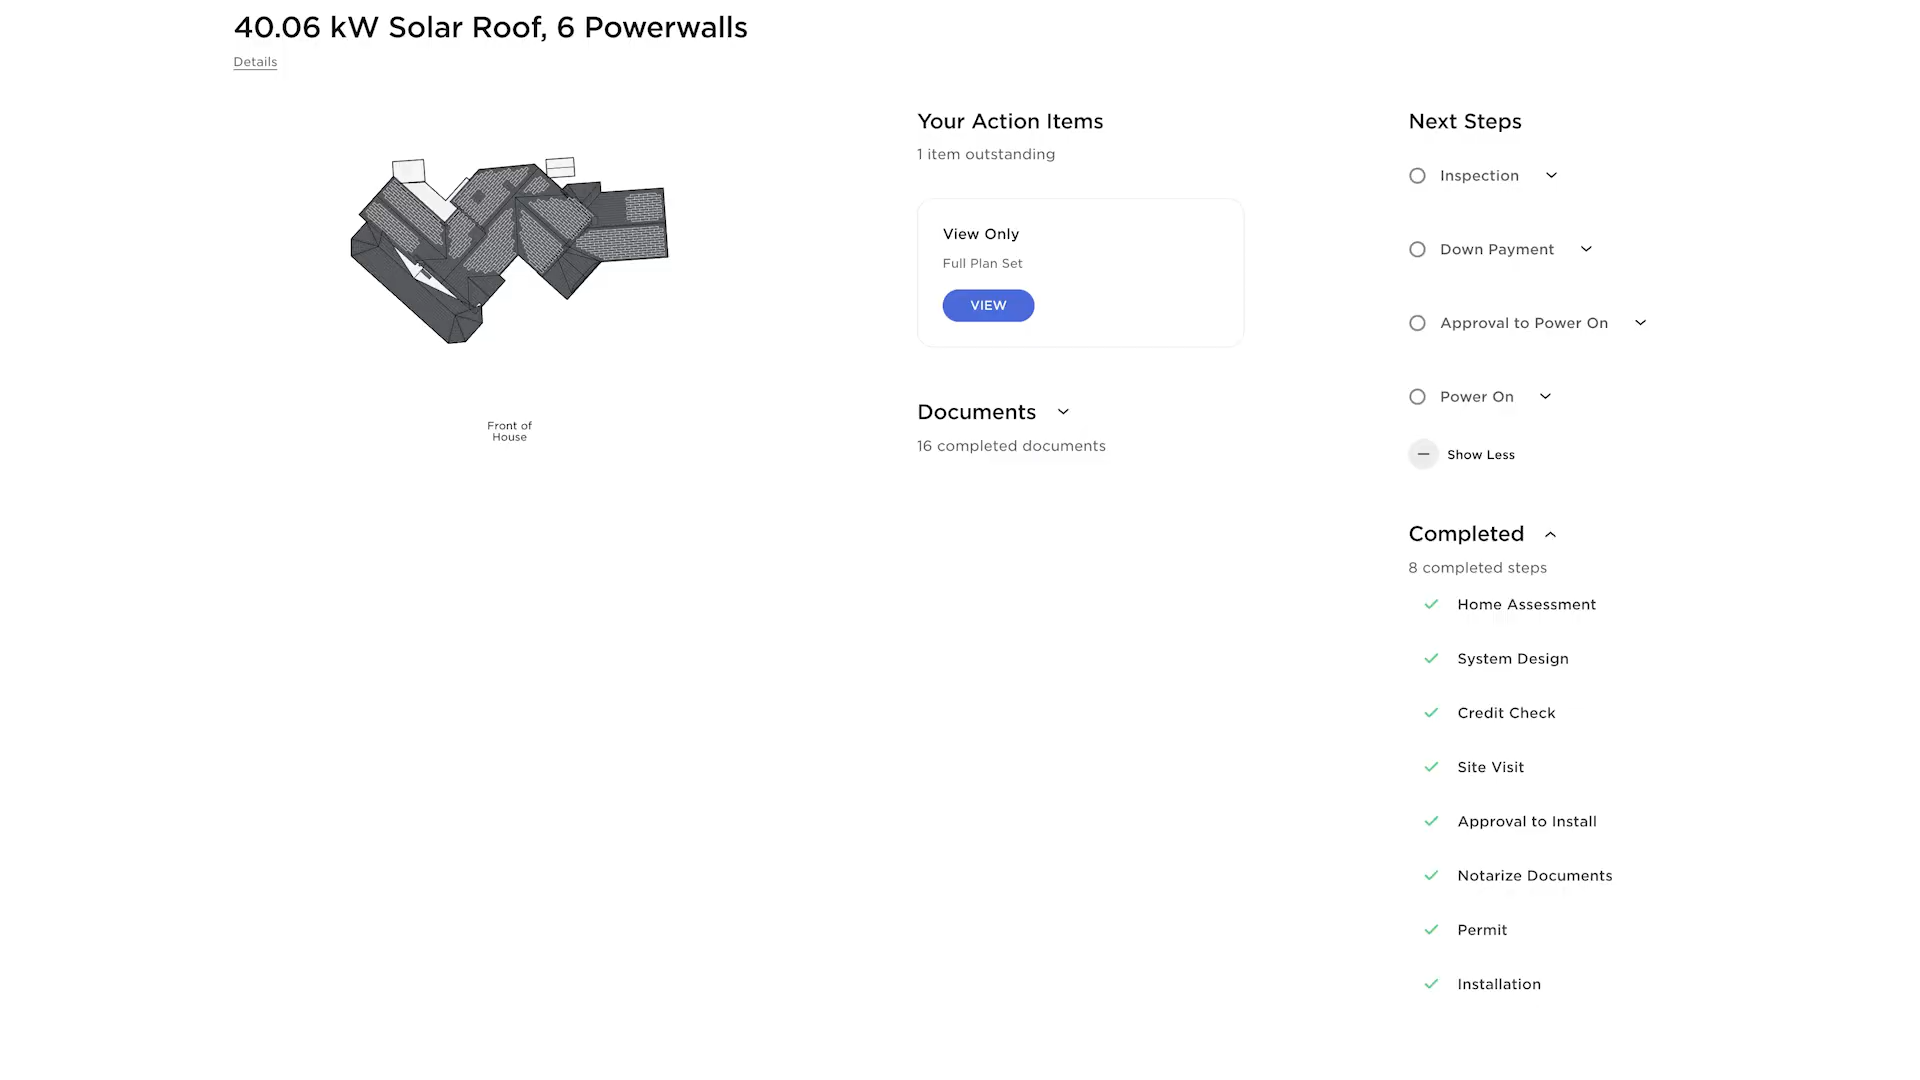 40.06 kW Solar Roof, 6 Powerwalls
Details
Front of
House
Your Action Items
1 item outstanding
View Only
Full Plan Set
VIEW
Documents
16 completed documents
Next Steps
Inspection
Down Payment
Approval to Power On
Power On
Show Less
Completed
8 completed steps
Home Assessment
System Design
Credit Check
Site Visit
Approval to Install
Notarize Documents
Permit
Installation